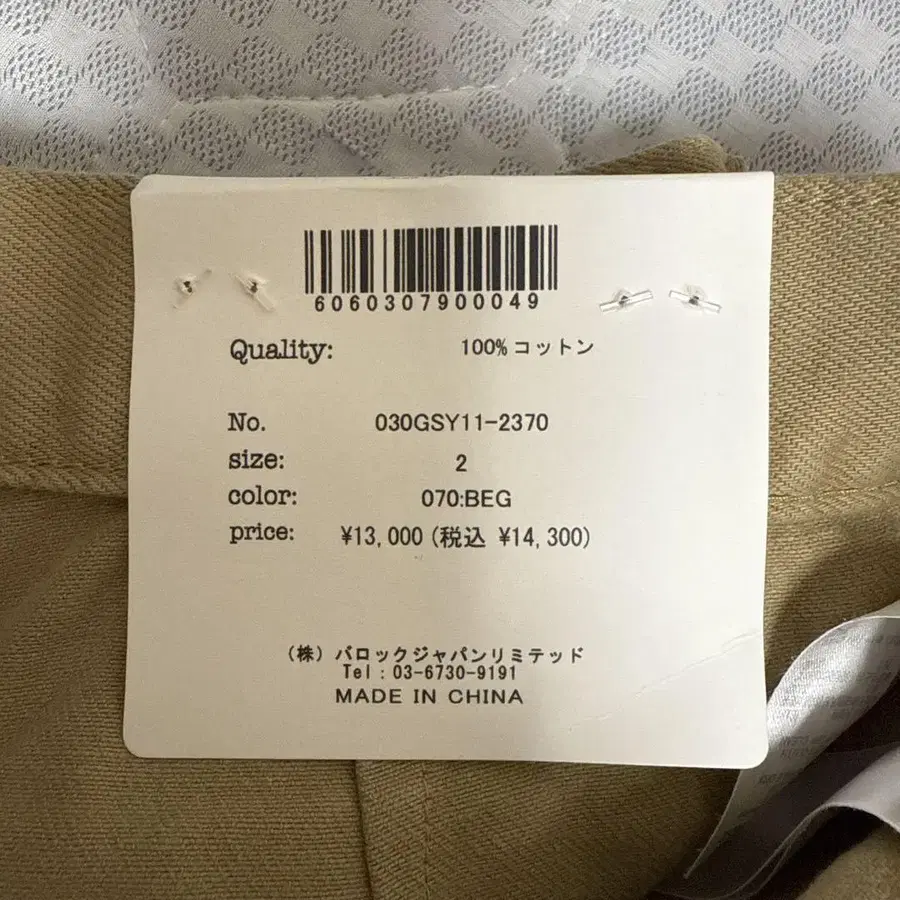 6060307900049
Quality: 100%コットン
No. 030GSY11-2370
size: 2
color: 070:BEG
price: ¥13,000 (税込 ¥14,300)
(株) バロックジャパンリミテッド
Tel : 03-6730-9191
MADE IN CHINA